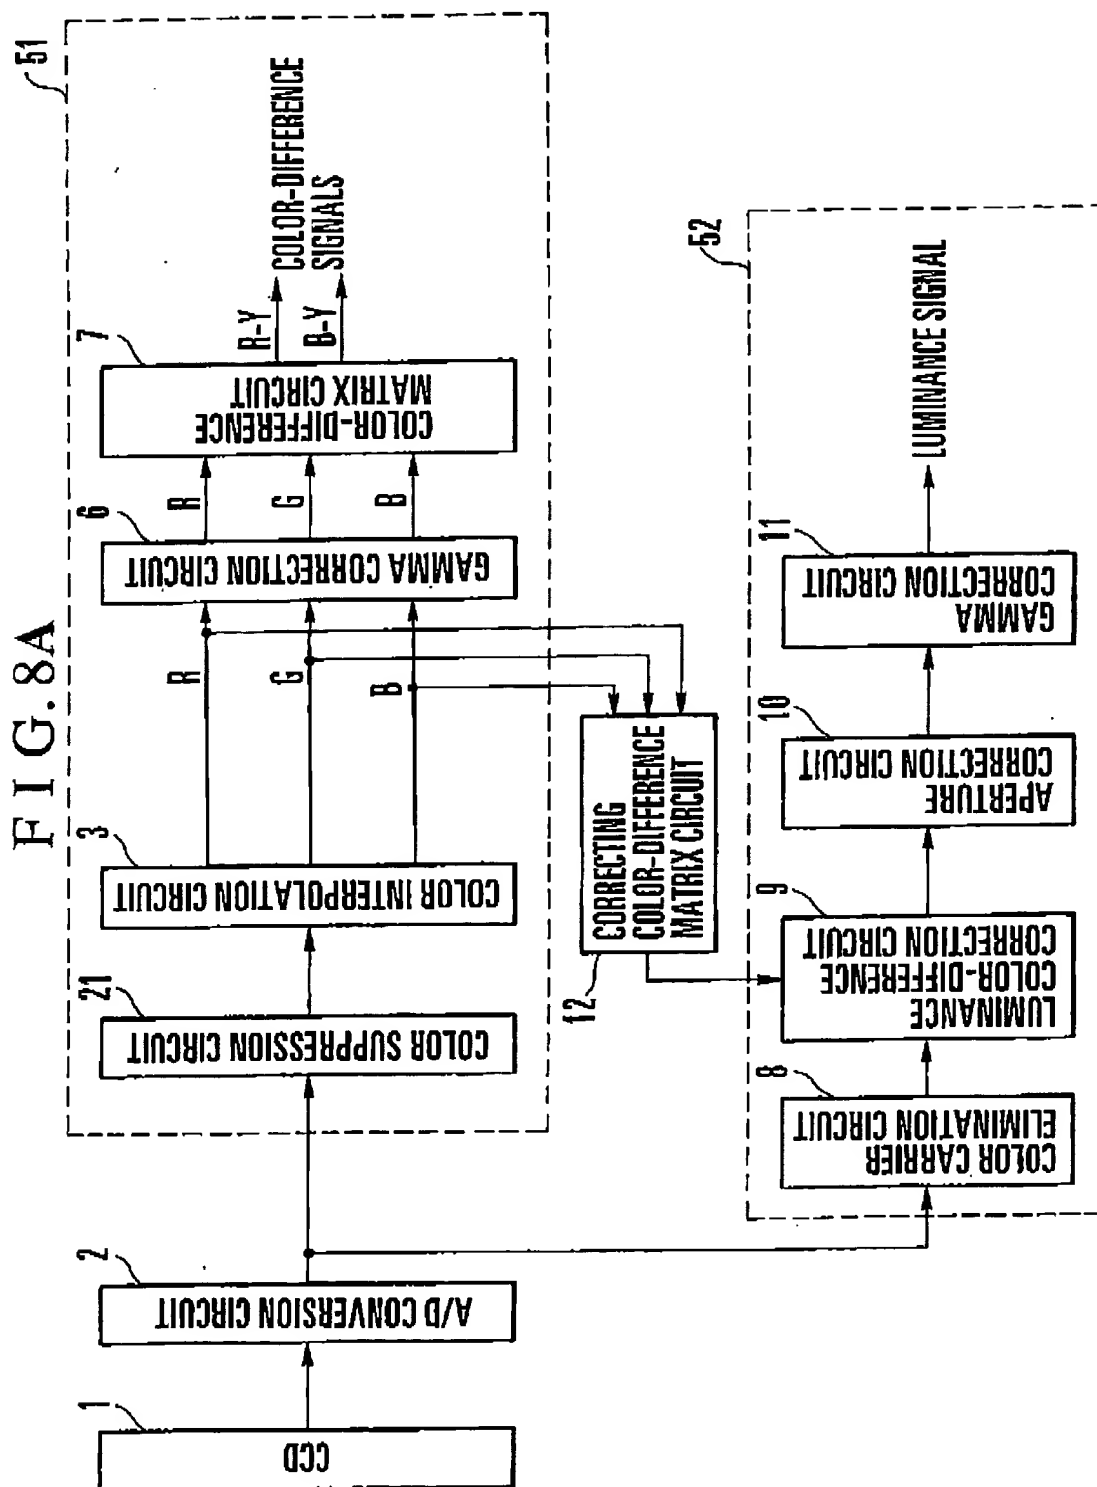 FIG.8A
51
1
CCD
2
A/D CONVERSION CIRCUIT
21
COLOR SUPPRESSION CIRCUIT
3
COLOR INTERPOLATION CIRCUIT
R
G
B
6
GAMMA CORRECTION CIRCUIT
R
G
B
7
COLOR-DIFFERENCE
MATRIX CIRCUIT
R-Y
B-Y
COLOR-DIFFERENCE
SIGNALS
12
CORRECTING
COLOR-DIFFERENCE
MATRIX CIRCUIT
52
8
COLOR CARRIER
ELIMINATION CIRCUIT
9
LUMINANCE
COLOR-DIFFERENCE
CORRECTION CIRCUIT
10
APERTURE
CORRECTION CIRCUIT
11
GAMMA
CORRECTION CIRCUIT
LUMINANCE SIGNAL